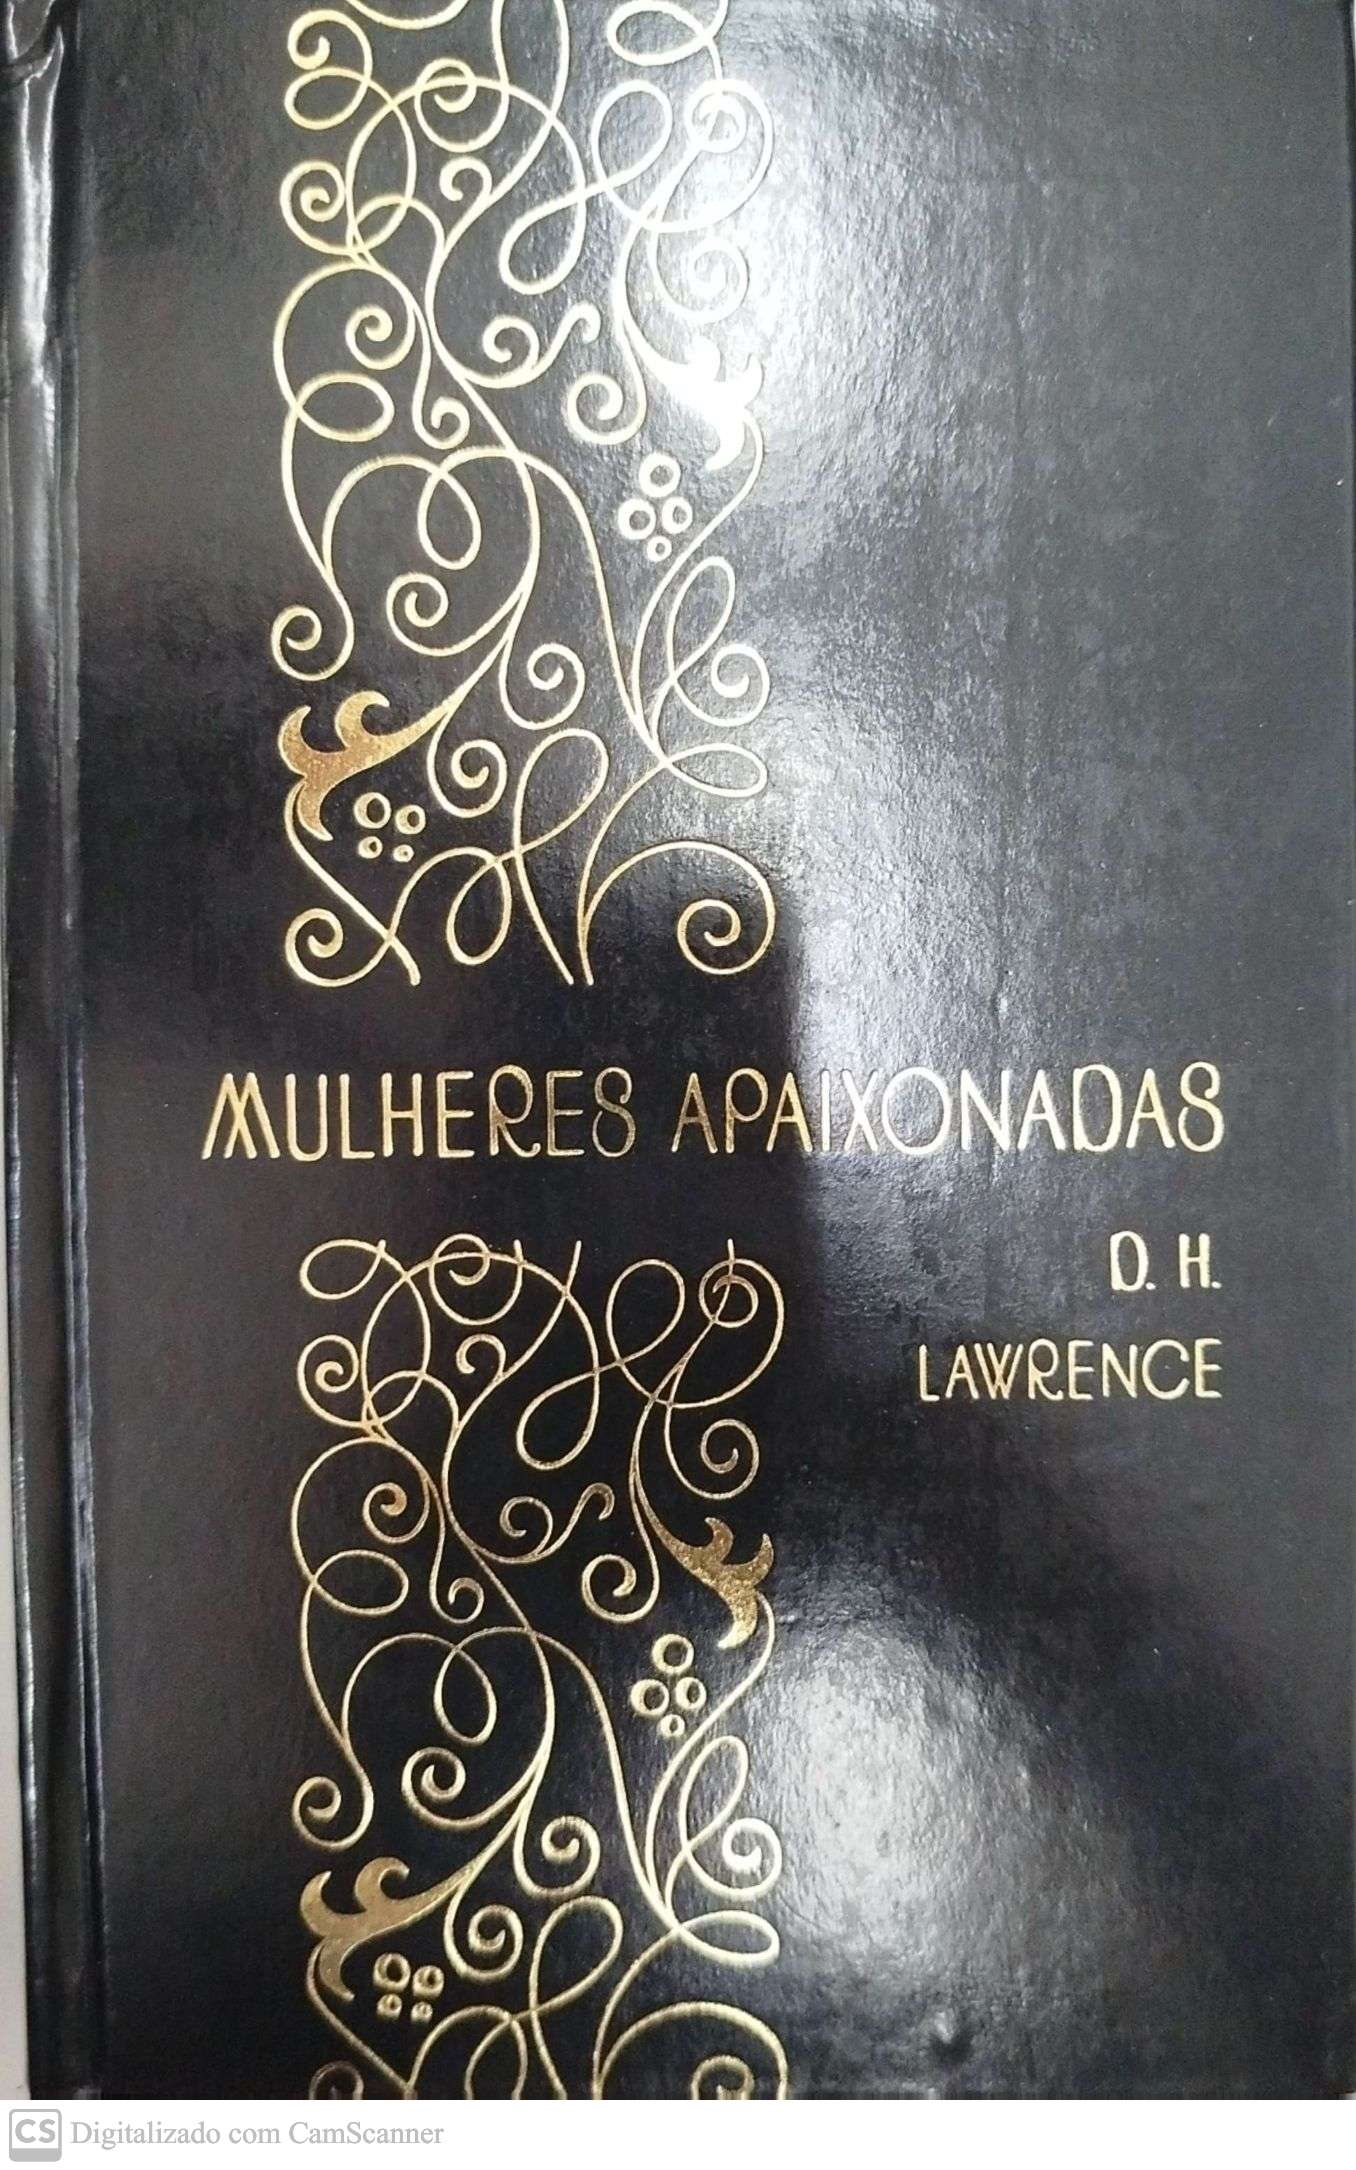 MULHERES APAIXONADAS
D. H.
LAWRENCE
CS Digitalizado com CamScanner